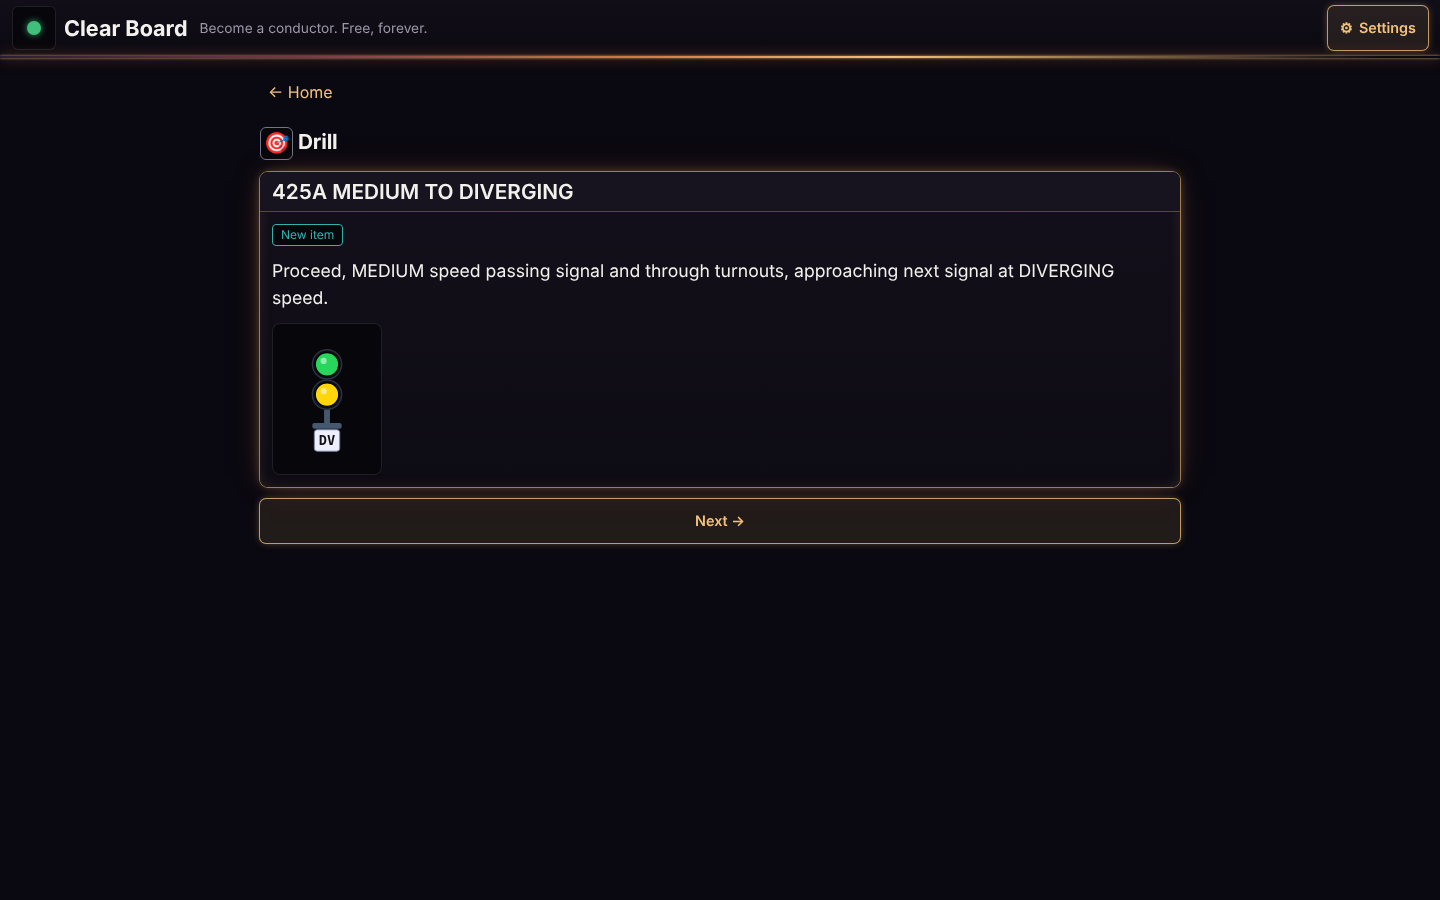 Clear Board Become a conductor. Free, forever.
⚙ Settings
← Home
🎯 Drill
425A MEDIUM TO DIVERGING
New item
Proceed, MEDIUM speed passing signal and through turnouts, approaching next signal at DIVERGING
speed.
DV
Next →